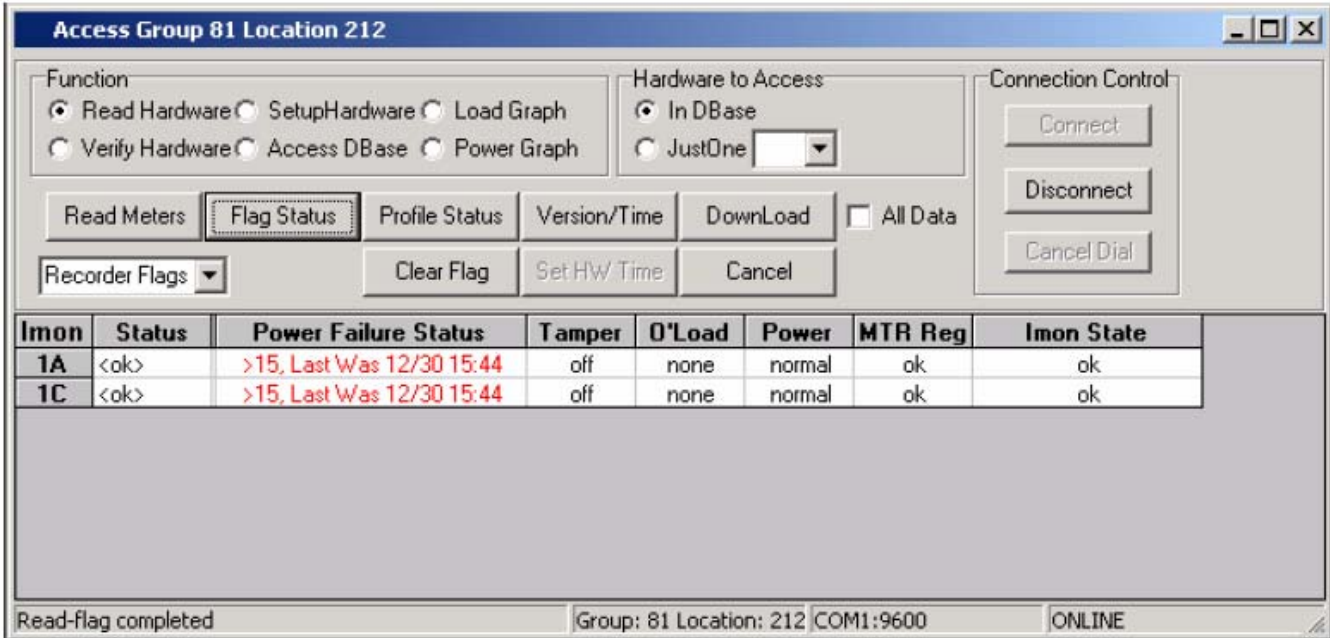 Access Group 81 Location 212
Function
Hardware to Access
Connection Control
Read Hardware SetupHardware Load Graph
In DBase
Connect
Verify Hardware Access DBase Power Graph
JustOne
Disconnect
Read Meters Flag Status Profile Status Version/Time DownLoad All Data
Cancel Dial
Recorder Flags Clear Flag Set HW Time Cancel
Imon Status Power Failure Status Tamper O'Load Power MTR Reg Imon State
1A <ok> >15, Last Was 12/30 15:44 off none normal ok ok
1C <ok> >15, Last Was 12/30 15:44 off none normal ok ok
Read-flag completed Group: 81 Location: 212 COM1:9600 ONLINE